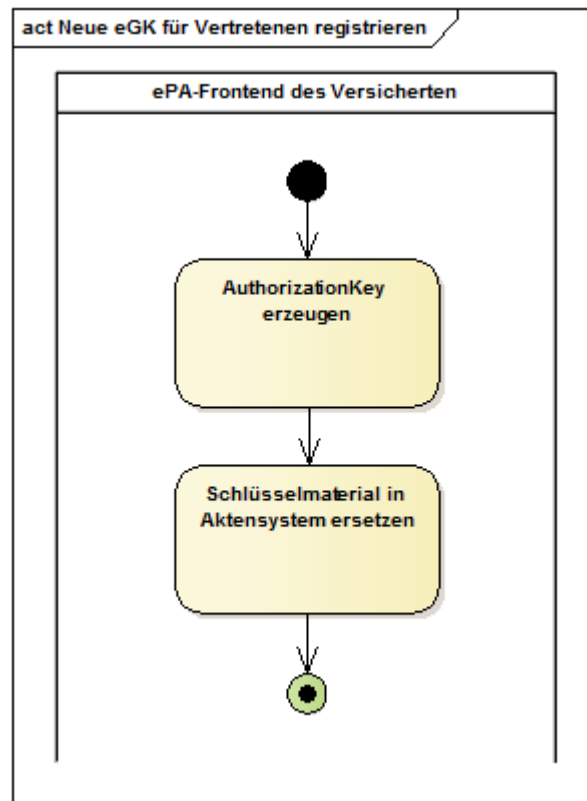 act Neue eGK für Vertretenen registrieren
ePA-Frontend des Versicherten
AuthorizationKey
erzeugen
Schlüsselmaterial in
Aktensystem ersetzen